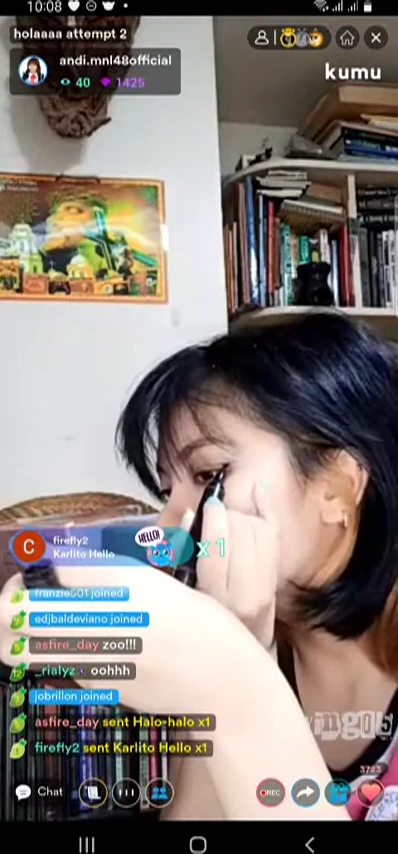 10:08
holaaaa attempt 2
andi.mnl48official
40 1425
kumu
HELLO!
C
firefly2
Karlito Hello
x 1
franzie501 joined
edjbaldeviano joined
asfire_day zoo!!!
_rialyz oohhh
jobrillon joined
asfire_day sent Halo-halo x1
firefly2 sent Karlito Hello x1
Chat
REC
3723